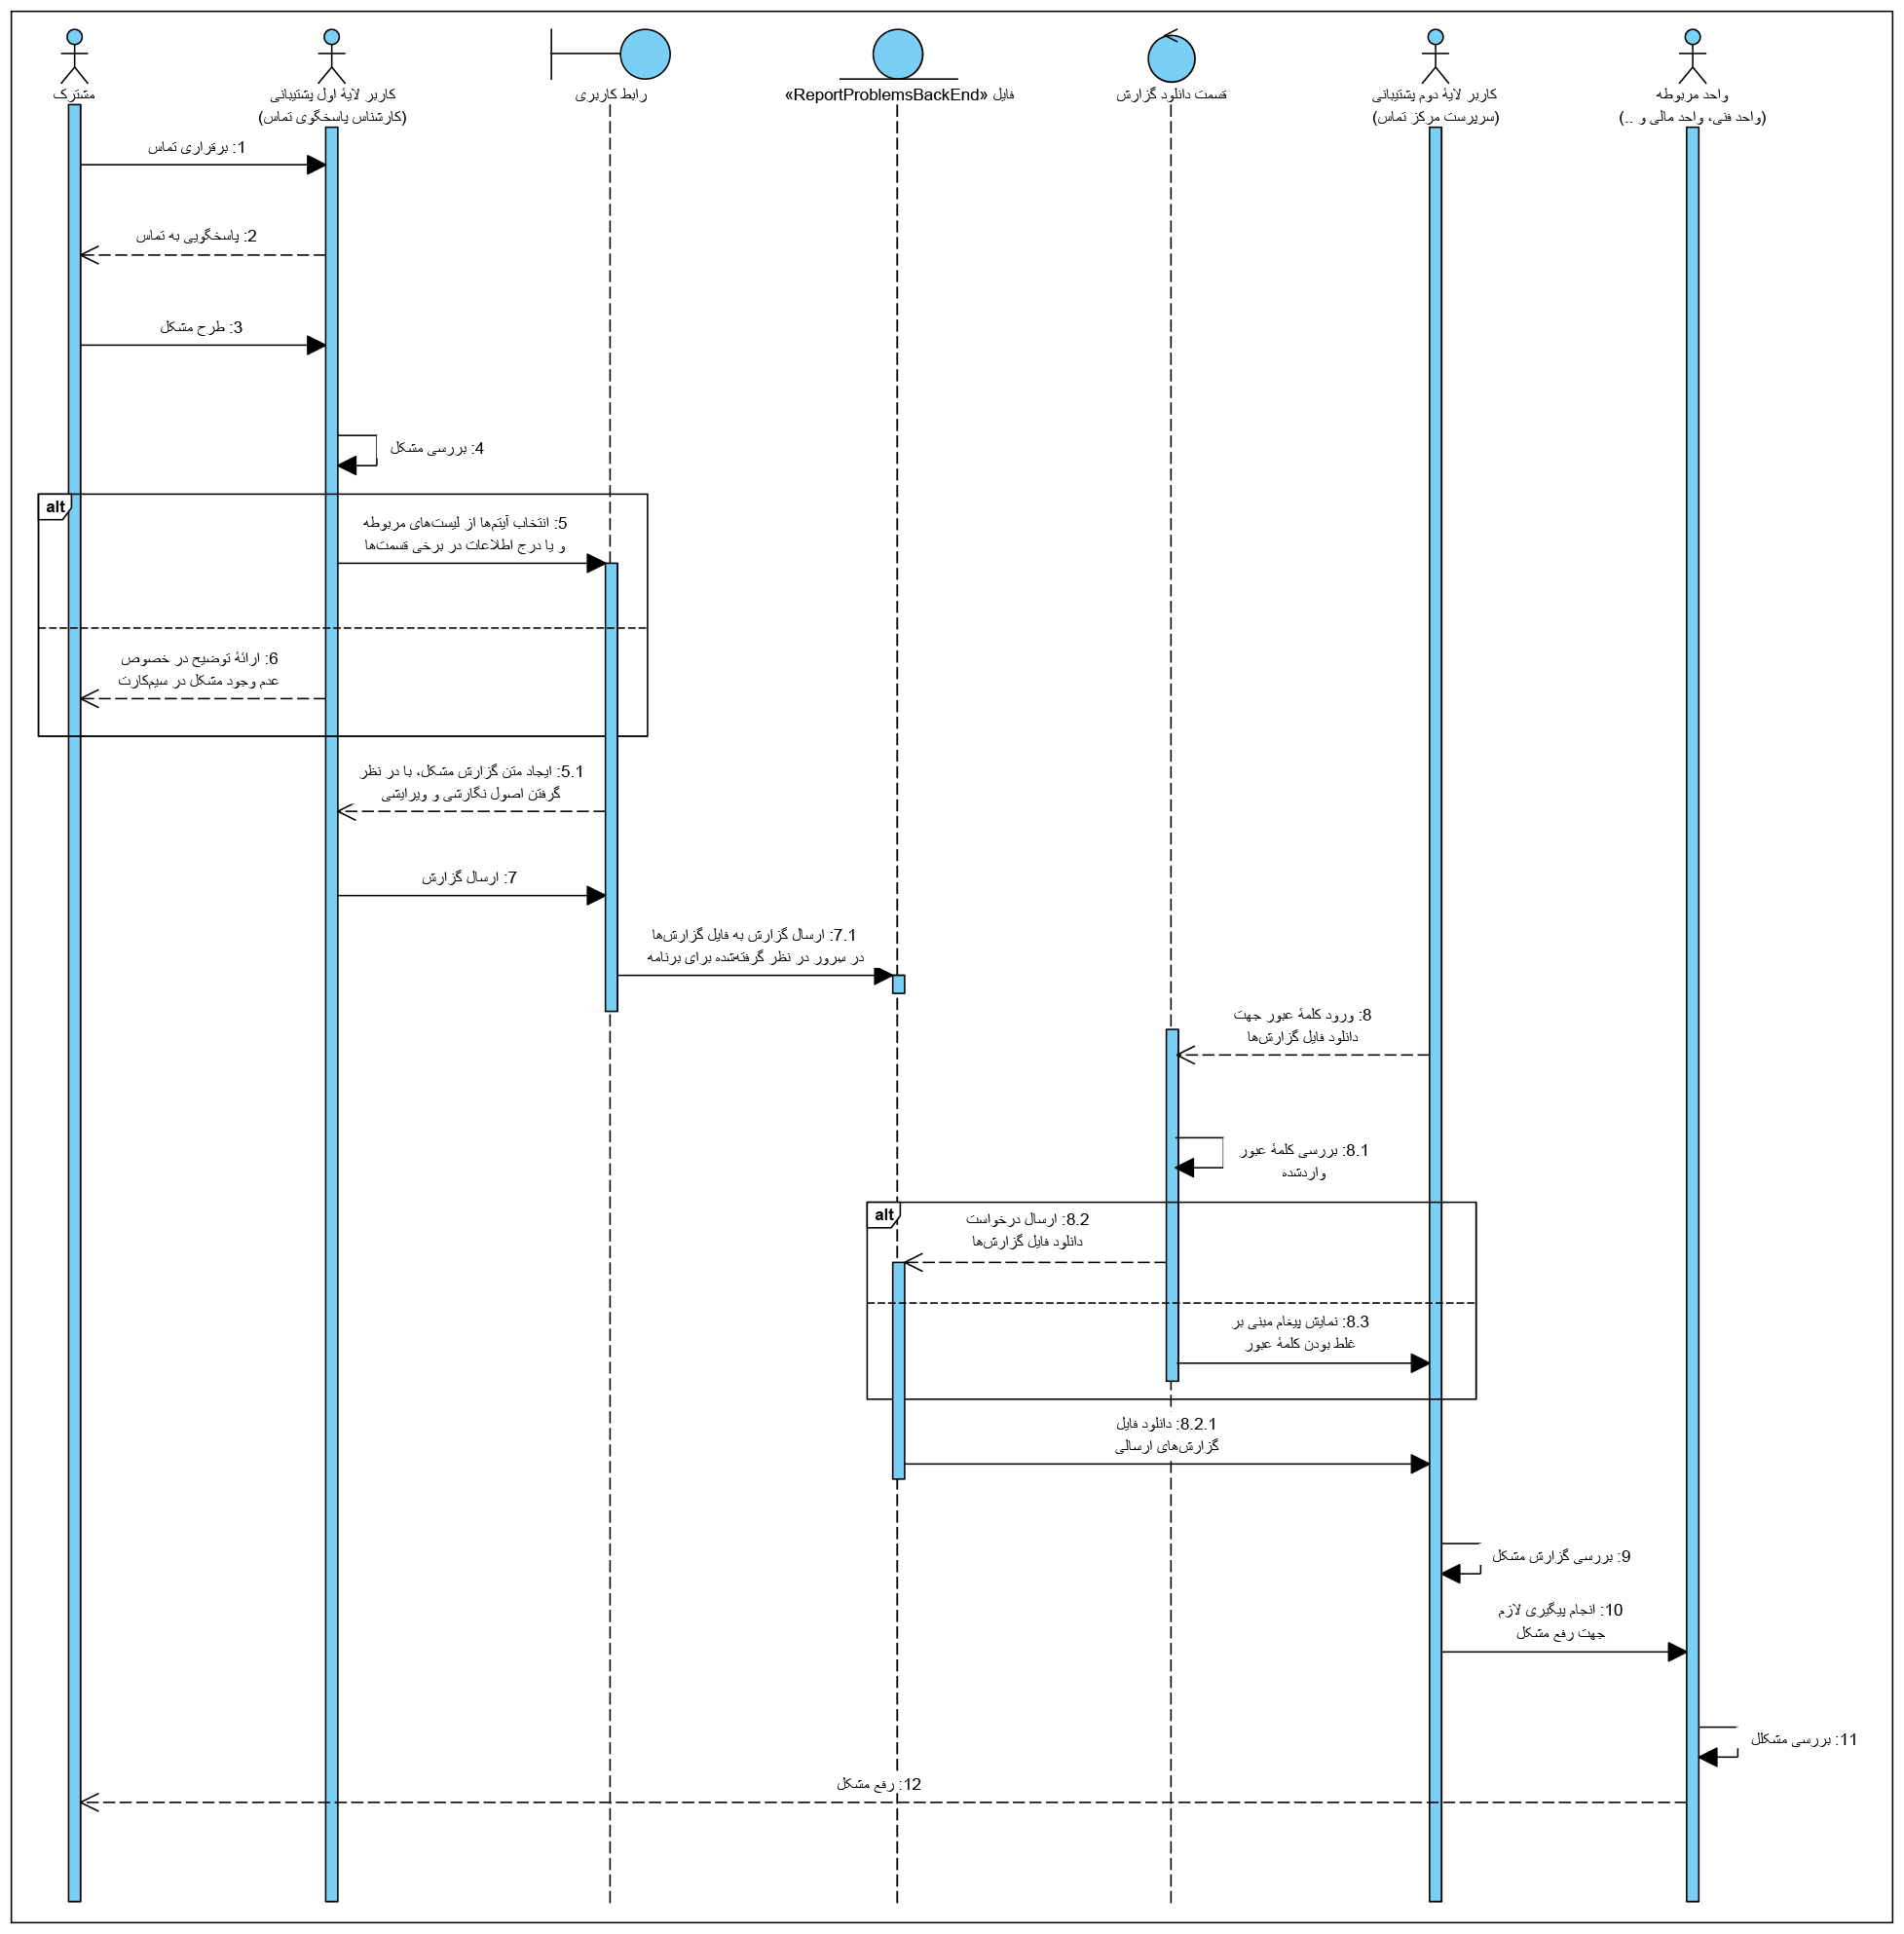 مشترک
کاربر لایهٔ اول پشتیبانی
(کارشناس پاسخگوی تماس)
رابط کاربری
فایل «ReportProblemsBackEnd»
قسمت دانلود گزارش
کاربر لایهٔ دوم پشتیبانی
(سرپرست مرکز تماس)
واحد مربوطه
(واحد فنی، واحد مالی و ..)
1: برقراری تماس
2: پاسخگویی به تماس
3: طرح مشکل
4: بررسی مشکل
alt
5: انتخاب آیتم‌ها از لیست‌های مربوطه
و یا درج اطلاعات در برخی قسمت‌ها
6: ارائهٔ توضیح در خصوص
عدم وجود مشکل در سیم‌کارت
5.1: ایجاد متن گزارش مشکل، با در نظر
گرفتن اصول نگارشی و ویرایشی
7: ارسال گزارش
7.1: ارسال گزارش به فایل گزارش‌ها
در سرور در نظر گرفته‌شده برای برنامه
8: ورود کلمهٔ عبور جهت
دانلود فایل گزارش‌ها
8.1: بررسی کلمهٔ عبور
واردشده
alt
8.2: ارسال درخواست
دانلود فایل گزارش‌ها
8.3: نمایش پیغام مبنی بر
غلط بودن کلمهٔ عبور
8.2.1: دانلود فایل
گزارش‌های ارسالی
9: بررسی گزارش مشکل
10: انجام پیگیری لازم
جهت رفع مشکل
11: بررسی مشکلل
12: رفع مشکل